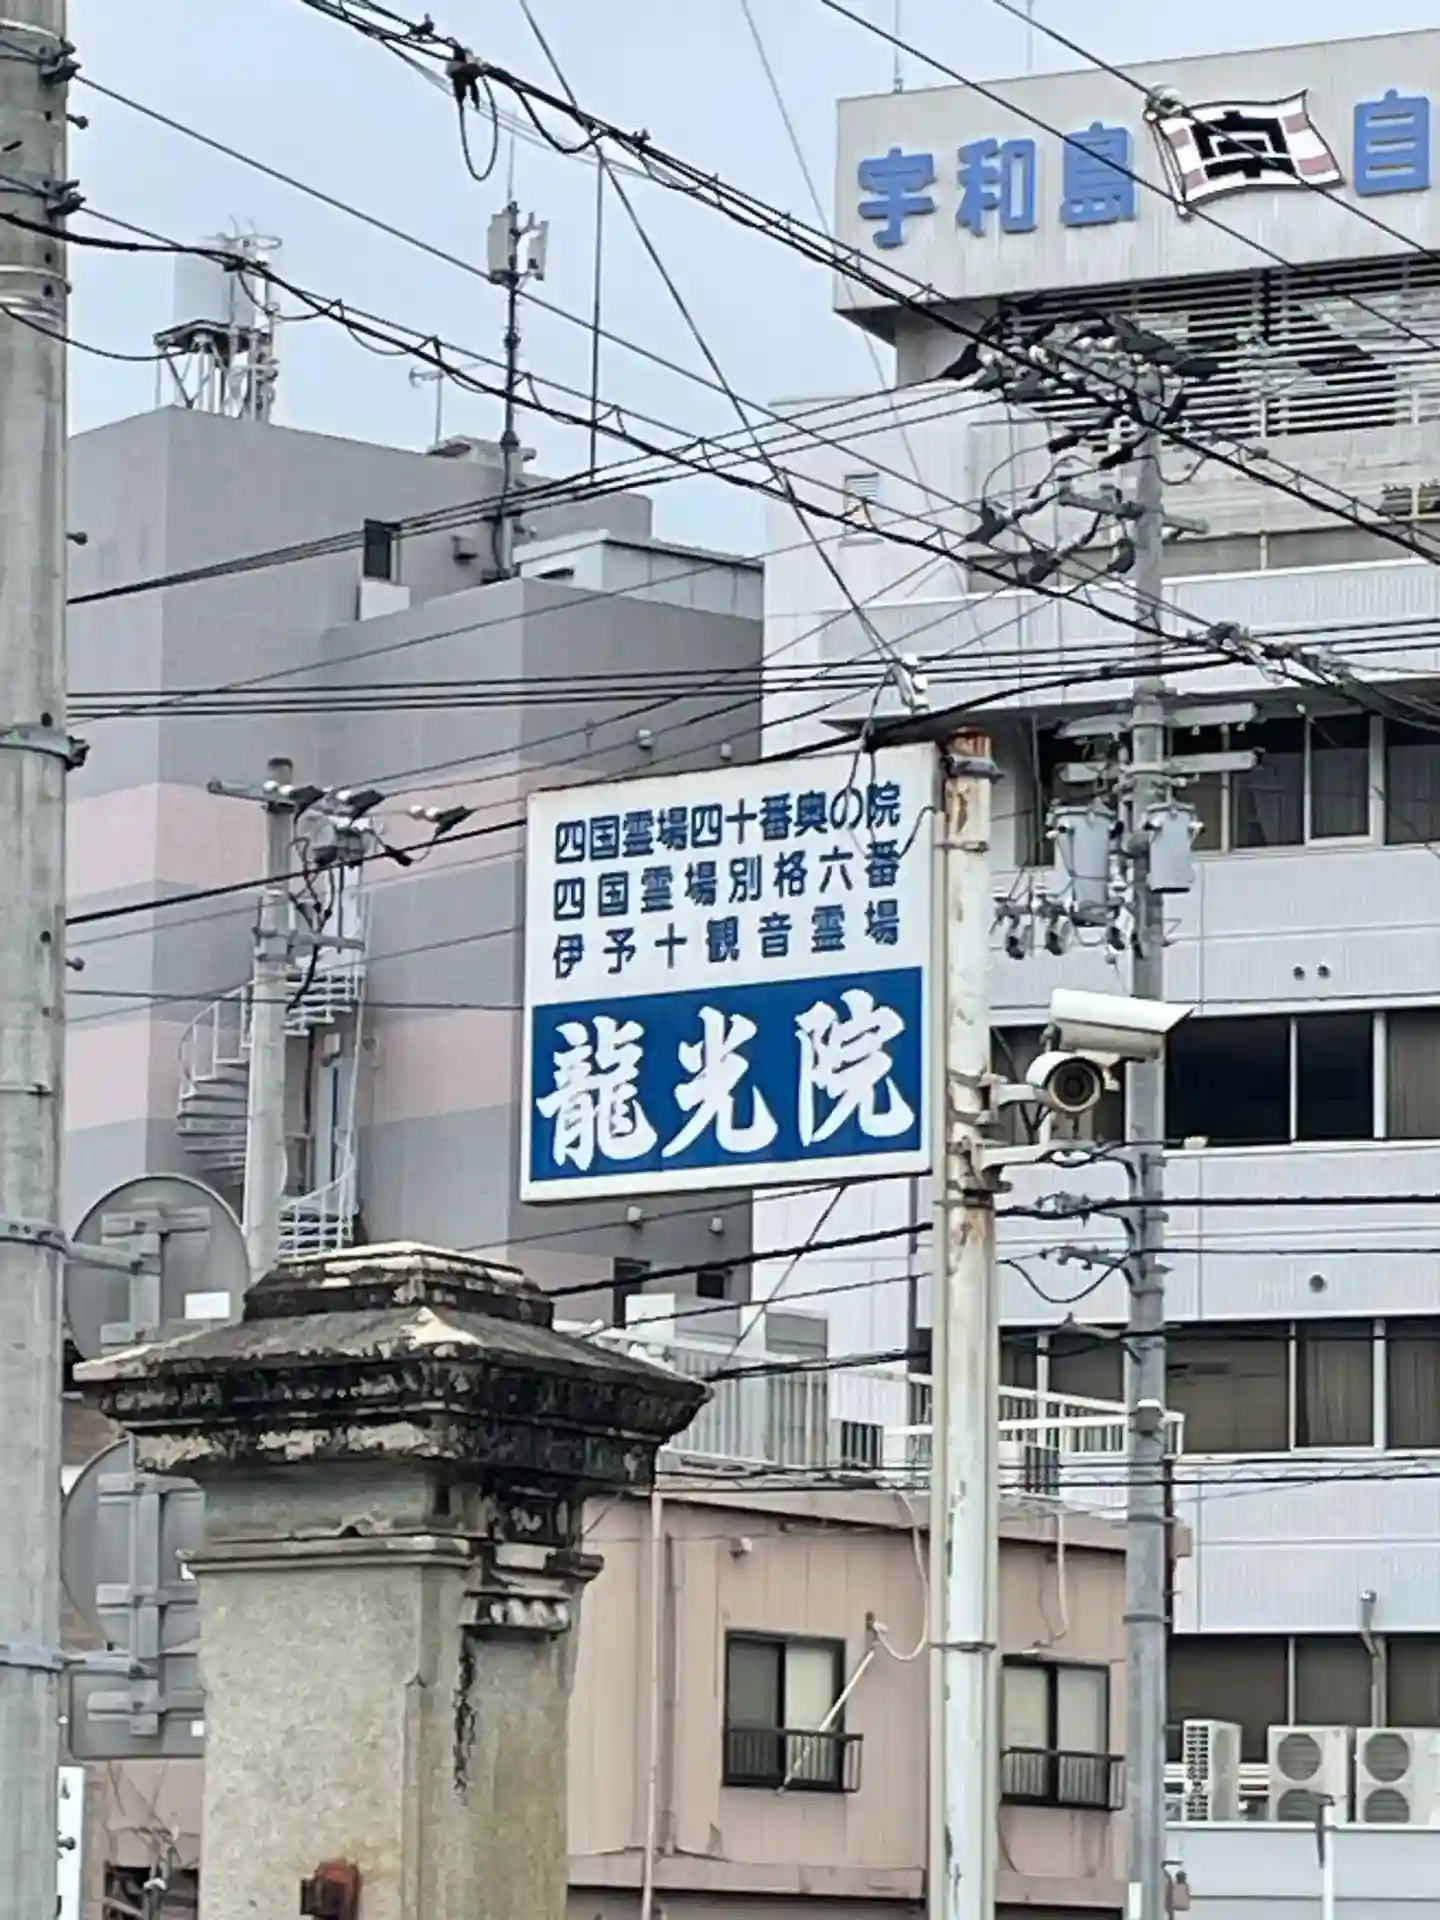 宇和島自
四国霊場四十番奥の院
四国霊場別格六番
伊予十観音霊場
龍光院